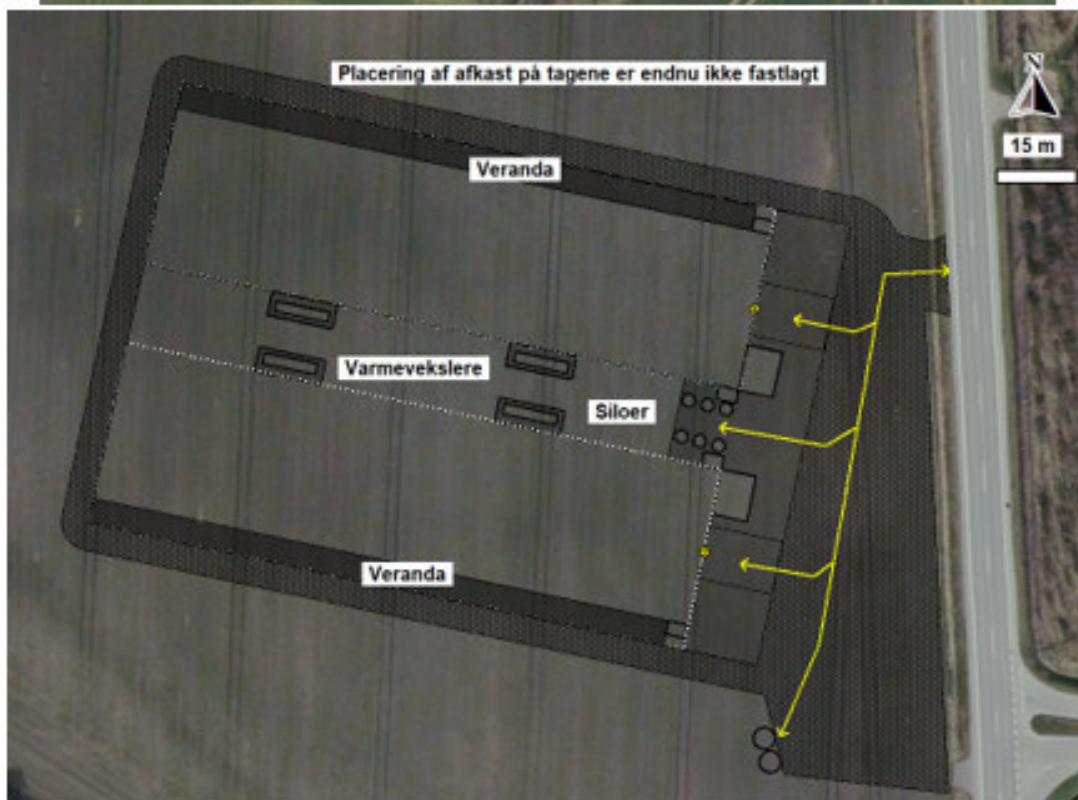 Placering af afkast på tagene er endnu ikke fastlagt
N
15 m
Veranda
Varmevekslere
Siloer
Veranda